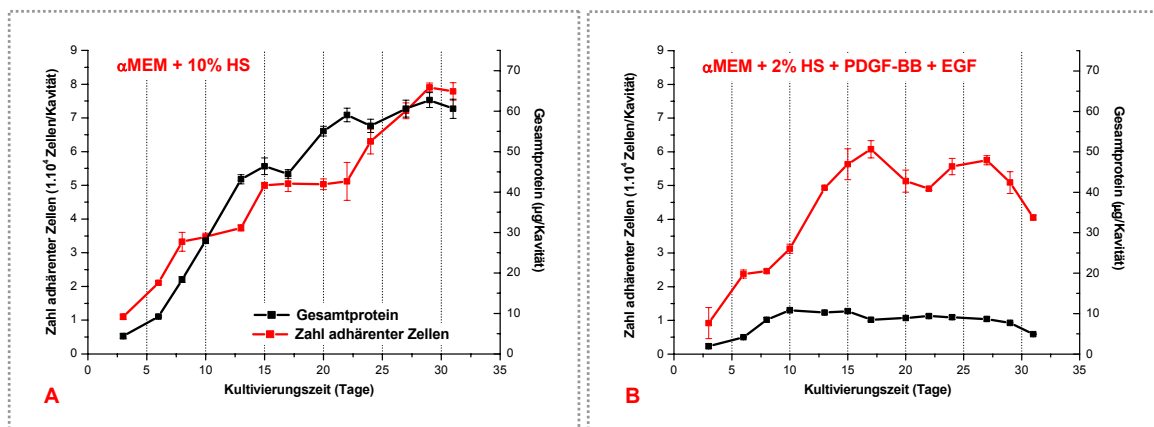 αMEM + 10% HS
Zahl adhärenter Zellen (1.10⁴ Zellen/Kavität)
9
8
7
6
5
4
3
2
1
0
Gesamtprotein (µg/Kavität)
70
60
50
40
30
20
10
0
Gesamtprotein
Zahl adhärenter Zellen
0 5 10 15 20 25 30 35
Kultivierungszeit (Tage)
A
αMEM + 2% HS + PDGF-BB + EGF
Zahl adhärenter Zellen (1.10⁴ Zellen/Kavität)
9
8
7
6
5
4
3
2
1
0
Gesamtprotein (µg/Kavität)
70
60
50
40
30
20
10
0
0 5 10 15 20 25 30 35
Kultivierungszeit (Tage)
B